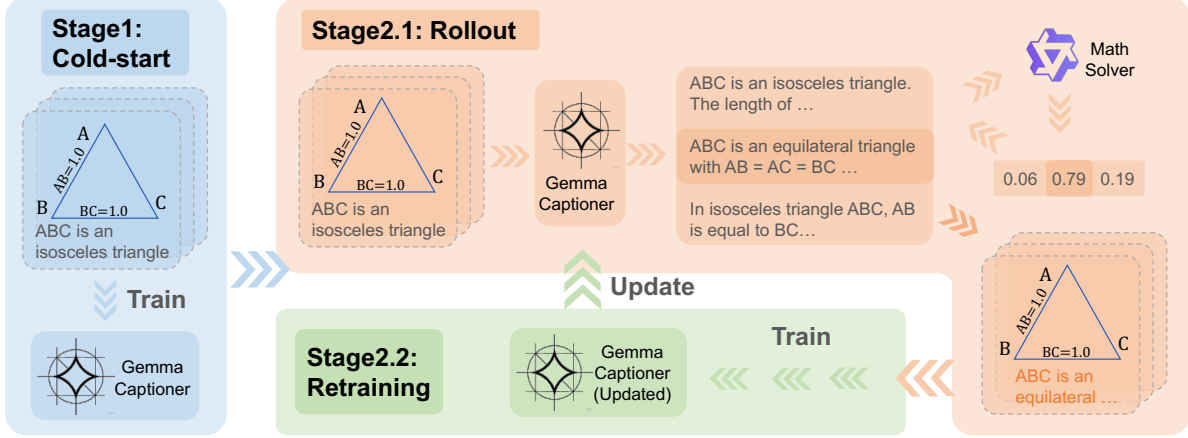 Stage1:
Cold-start
A
AB=1.0
B
BC=1.0
C
ABC is an
isosceles triangle
Train
Gemma
Captioner
Stage2.1: Rollout
A
AB=1.0
B
BC=1.0
C
ABC is an
isosceles triangle
Gemma
Captioner
ABC is an isosceles triangle.
The length of …
ABC is an equilateral triangle
with AB = AC = BC …
In isosceles triangle ABC, AB
is equal to BC…
Math
Solver
0.06 0.79 0.19
A
AB=1.0
B
BC=1.0
C
ABC is an
equilateral …
Update
Stage2.2:
Retraining
Gemma
Captioner
(Updated)
Train